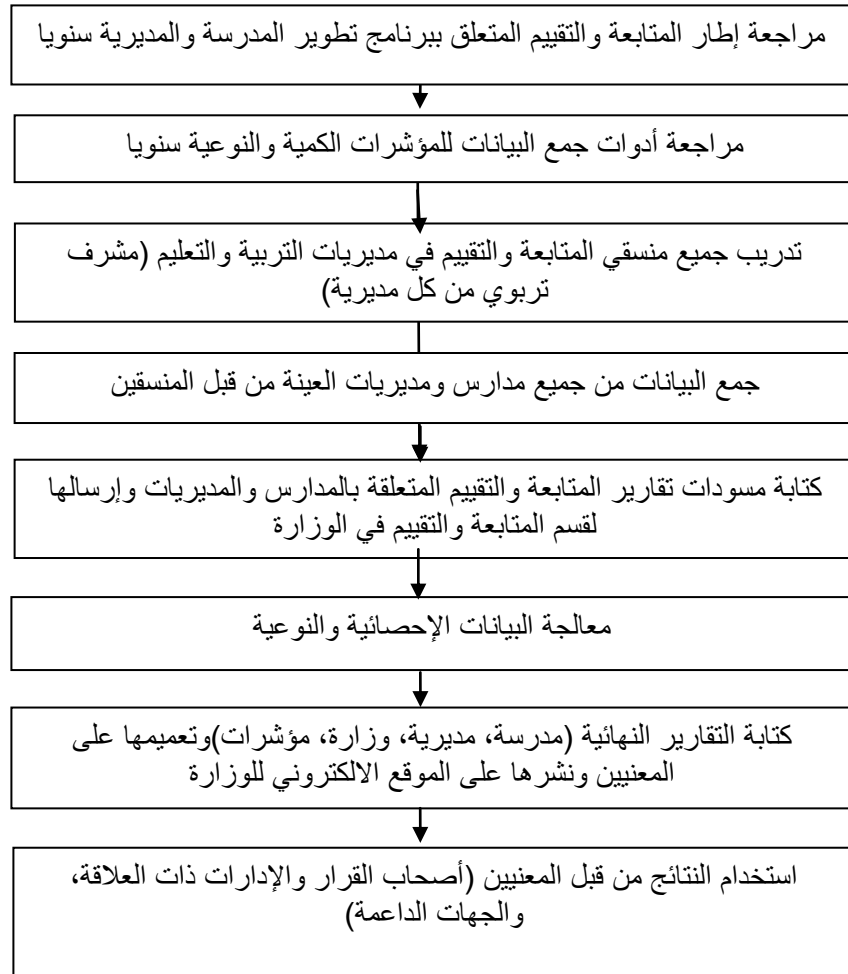 مراجعة إطار المتابعة والتقييم المتعلق ببرنامج تطوير المدرسة والمديرية سنويا
مراجعة أدوات جمع البيانات للمؤشرات الكمية والنوعية سنويا
تدريب جميع منسقي المتابعة والتقييم في مديريات التربية والتعليم (مشرف
تربوي من كل مديرية)
جمع البيانات من جميع مدارس ومديريات العينة من قبل المنسقين
كتابة مسودات تقارير المتابعة والتقييم المتعلقة بالمدارس والمديريات وإرسالها
لقسم المتابعة والتقييم في الوزارة
معالجة البيانات الإحصائية والنوعية
كتابة التقارير النهائية (مدرسة، مديرية، وزارة، مؤشرات)وتعميمها على
المعنيين ونشرها على الموقع الالكتروني للوزارة
استخدام النتائج من قبل المعنيين (أصحاب القرار والإدارات ذات العلاقة،
والجهات الداعمة)